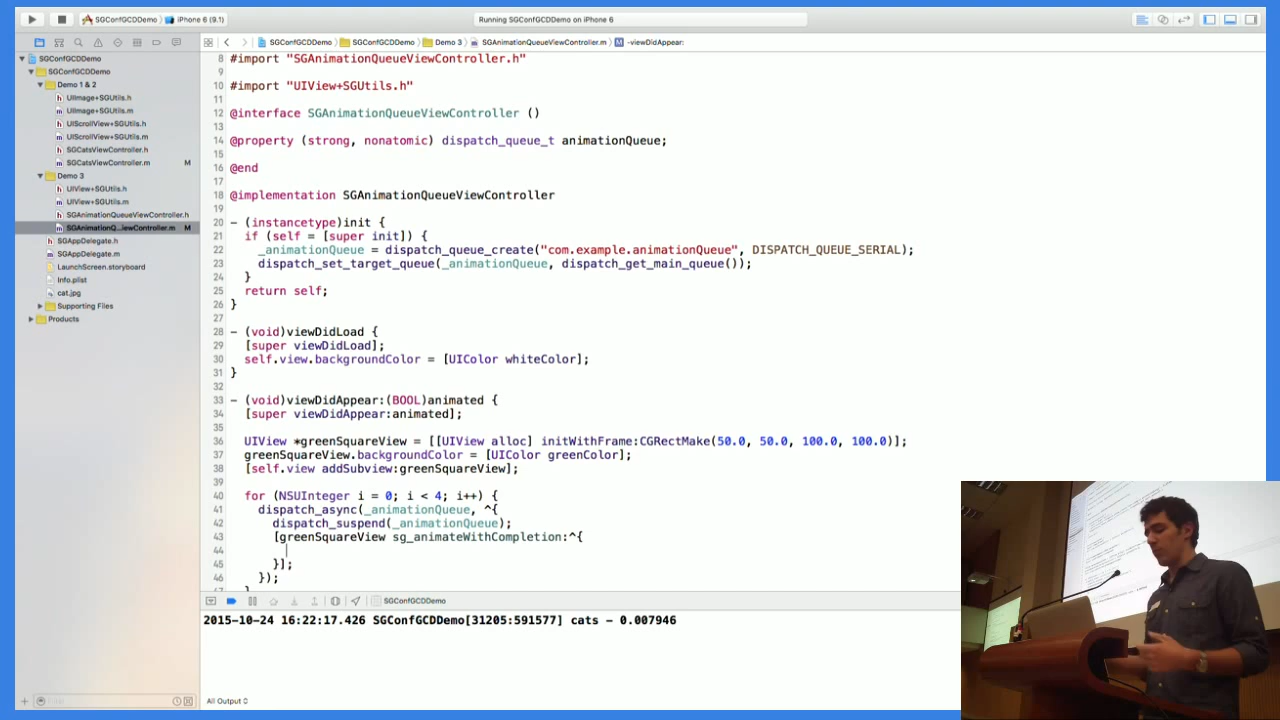 SGConfGCDDemo
iPhone 6 (9.1)
Running SGConfGCDDemo on iPhone 6
SGConfGCDDemo
SGConfGCDDemo
Demo 3
SGAnimationQueueViewController.m
-viewDidAppear:
SGConfGCDDemo
SGConfGCDDemo
Demo 1 & 2
UIImage+SGUtils.h
UIImage+SGUtils.m
UIScrollView+SGUtils.h
UIScrollView+SGUtils.m
SGCatsViewController.h
SGCatsViewController.m M
Demo 3
UIView+SGUtils.h
UIView+SGUtils.m
SGAnimationQueueViewController.h
SGAnimationQ...iewController.m M
SGAppDelegate.h
SGAppDelegate.m
LaunchScreen.storyboard
Info.plist
cat.jpg
Supporting Files
Products
8 #import "SGAnimationQueueViewController.h"
9
10 #import "UIView+SGUtils.h"
11
12 @interface SGAnimationQueueViewController ()
13
14 @property (strong, nonatomic) dispatch_queue_t animationQueue;
15
16 @end
17
18 @implementation SGAnimationQueueViewController
19
20 - (instancetype)init {
21 if (self = [super init]) {
22 _animationQueue = dispatch_queue_create("com.example.animationQueue", DISPATCH_QUEUE_SERIAL);
23 dispatch_set_target_queue(_animationQueue, dispatch_get_main_queue());
24 }
25 return self;
26 }
27
28 - (void)viewDidLoad {
29 [super viewDidLoad];
30 self.view.backgroundColor = [UIColor whiteColor];
31 }
32
33 - (void)viewDidAppear:(BOOL)animated {
34 [super viewDidAppear:animated];
35
36 UIView *greenSquareView = [[UIView alloc] initWithFrame:CGRectMake(50.0, 50.0, 100.0, 100.0)];
37 greenSquareView.backgroundColor = [UIColor greenColor];
38 [self.view addSubview:greenSquareView];
39
40 for (NSUInteger i = 0; i < 4; i++) {
41 dispatch_async(_animationQueue, ^{
42 dispatch_suspend(_animationQueue);
43 [greenSquareView sg_animateWithCompletion:^{
44
45 }];
46 });
47 }
SGConfGCDDemo
2015-10-24 16:22:17.426 SGConfGCDDemo[31205:591577] cats - 0.007946
Filter
All Output